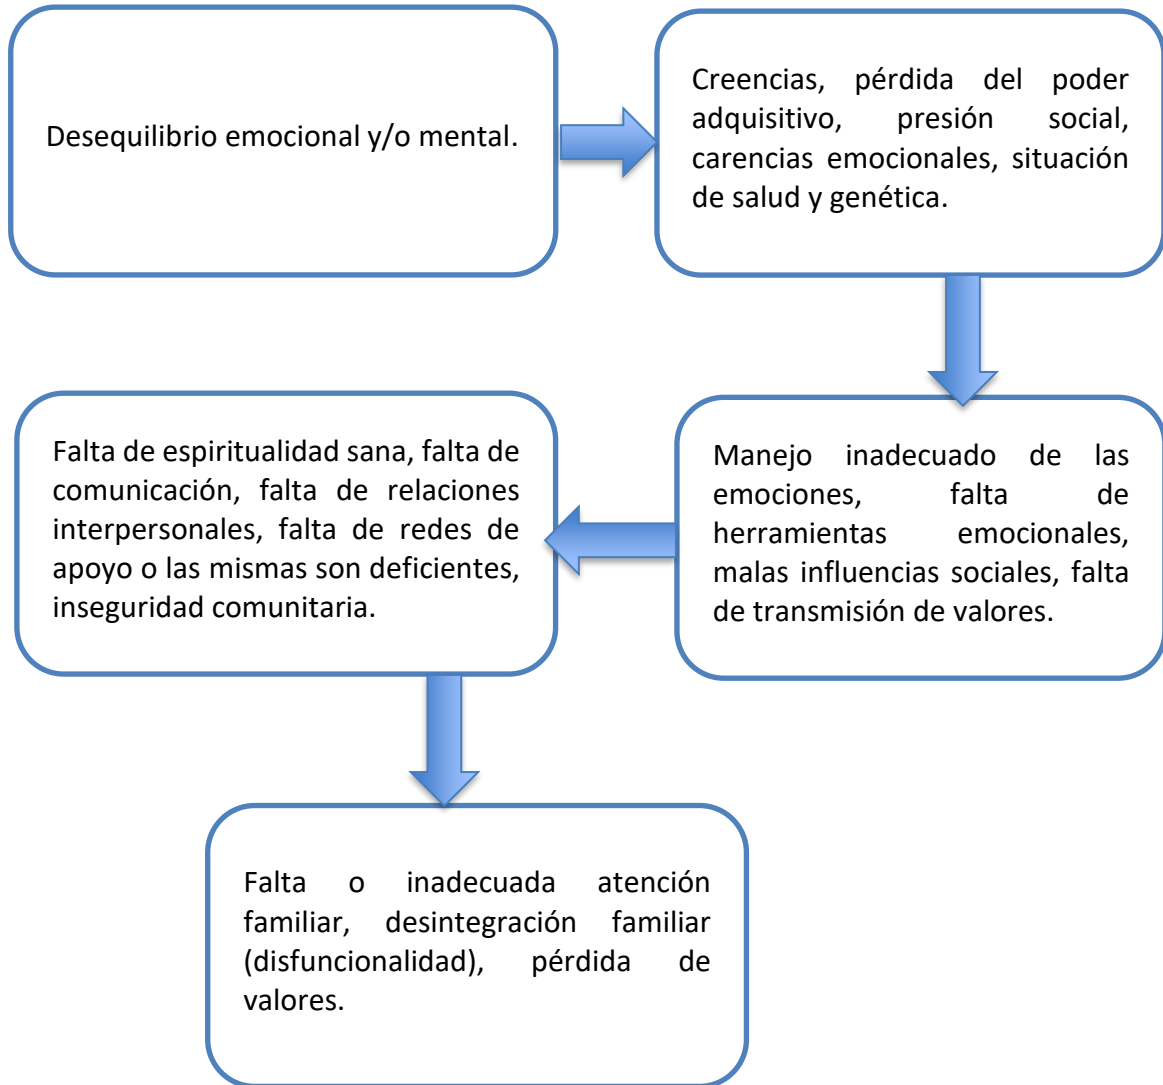 Desequilibrio emocional y/o mental.
Creencias, pérdida del poder
adquisitivo, presión social,
carencias emocionales, situación
de salud y genética.
Manejo inadecuado de las
emociones, falta de
herramientas emocionales,
malas influencias sociales, falta
de transmisión de valores.
Falta de espiritualidad sana, falta de
comunicación, falta de relaciones
interpersonales, falta de redes de
apoyo o las mismas son deficientes,
inseguridad comunitaria.
Falta o inadecuada atención
familiar, desintegración familiar
(disfuncionalidad), pérdida de
valores.